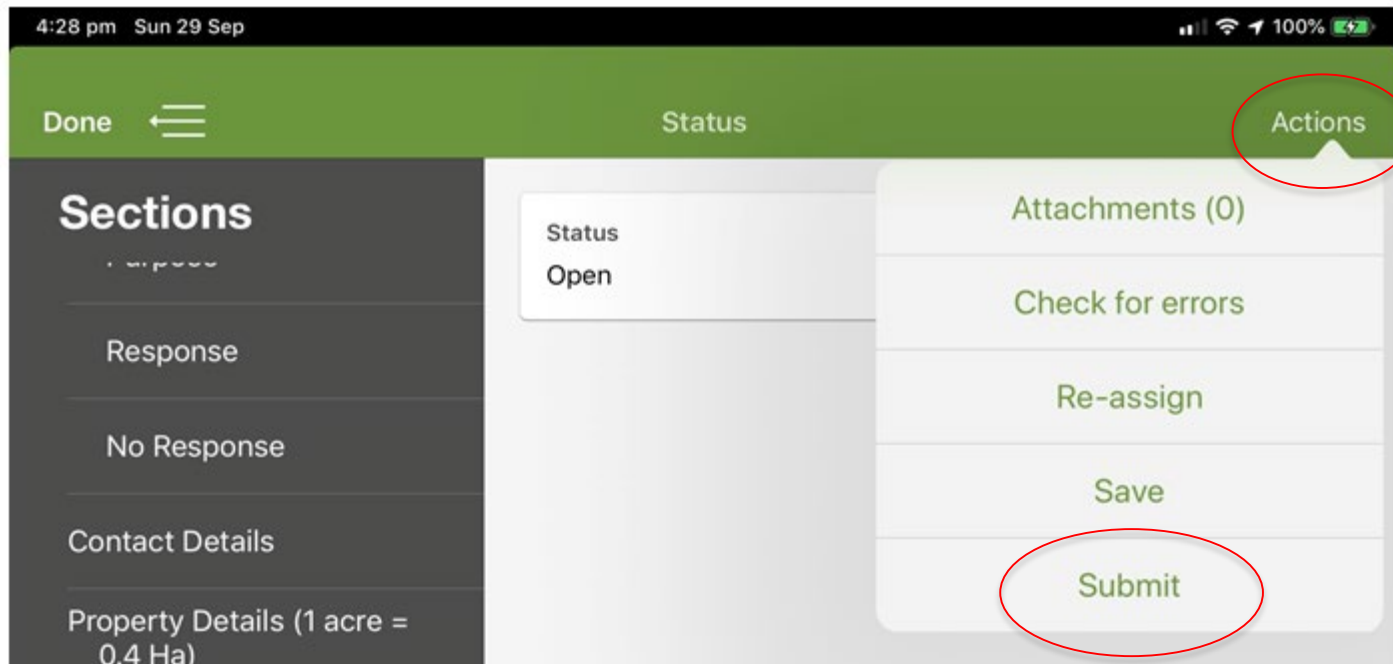 4:28 pm Sun 29 Sep 100%
Done Status Actions
Sections
Response
No Response
Contact Details
Property Details (1 acre =
0.4 Ha)
Status
Open
Attachments (0)
Check for errors
Re-assign
Save
Submit